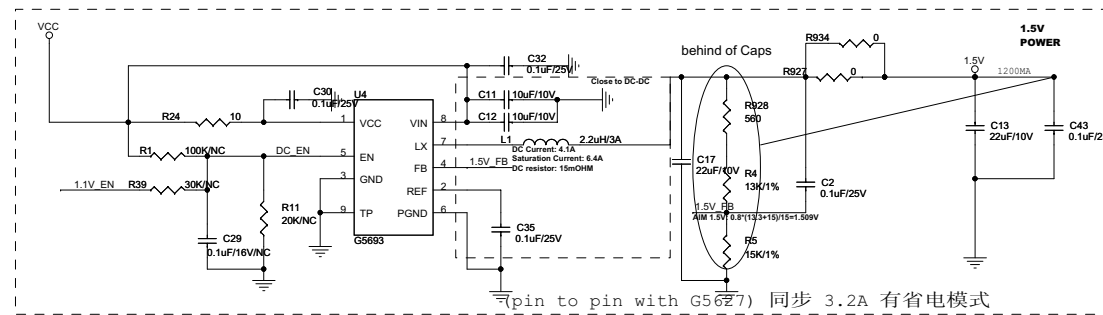 VCC
1.5V
POWER
R934
0
behind of Caps
C32
0.1uF/25V
R927
0
1.5V
1200MA
Close to DC-DC
C30
0.1uF/25V
U4
C11
10uF/10V
C12
10uF/10V
R24
10
1
VCC
VIN
8
R928
560
L1
2.2uH/3A
LX
7
DC Current: 4.1A
Saturation Current: 6.4A
DC resistor: 15mOHM
C13
22uF/10V
C43
0.1uF/2
R1
100K/NC
DC_EN
5
EN
FB
4
1.5V_FB
C17
22uF/10V
R4
13K/1%
C2
0.1uF/25V
1.1V_EN
R39
30K/NC
3
GND
REF
2
R11
20K/NC
9
TP
PGND
6
1.5V_FB
AIM 1.5V 0.8*(13.3+15)/15=1.509V
C29
0.1uF/16V/NC
G5693
C35
0.1uF/25V
R5
15K/1%
(pin to pin with G5627) 同步 3.2A 有省电模式